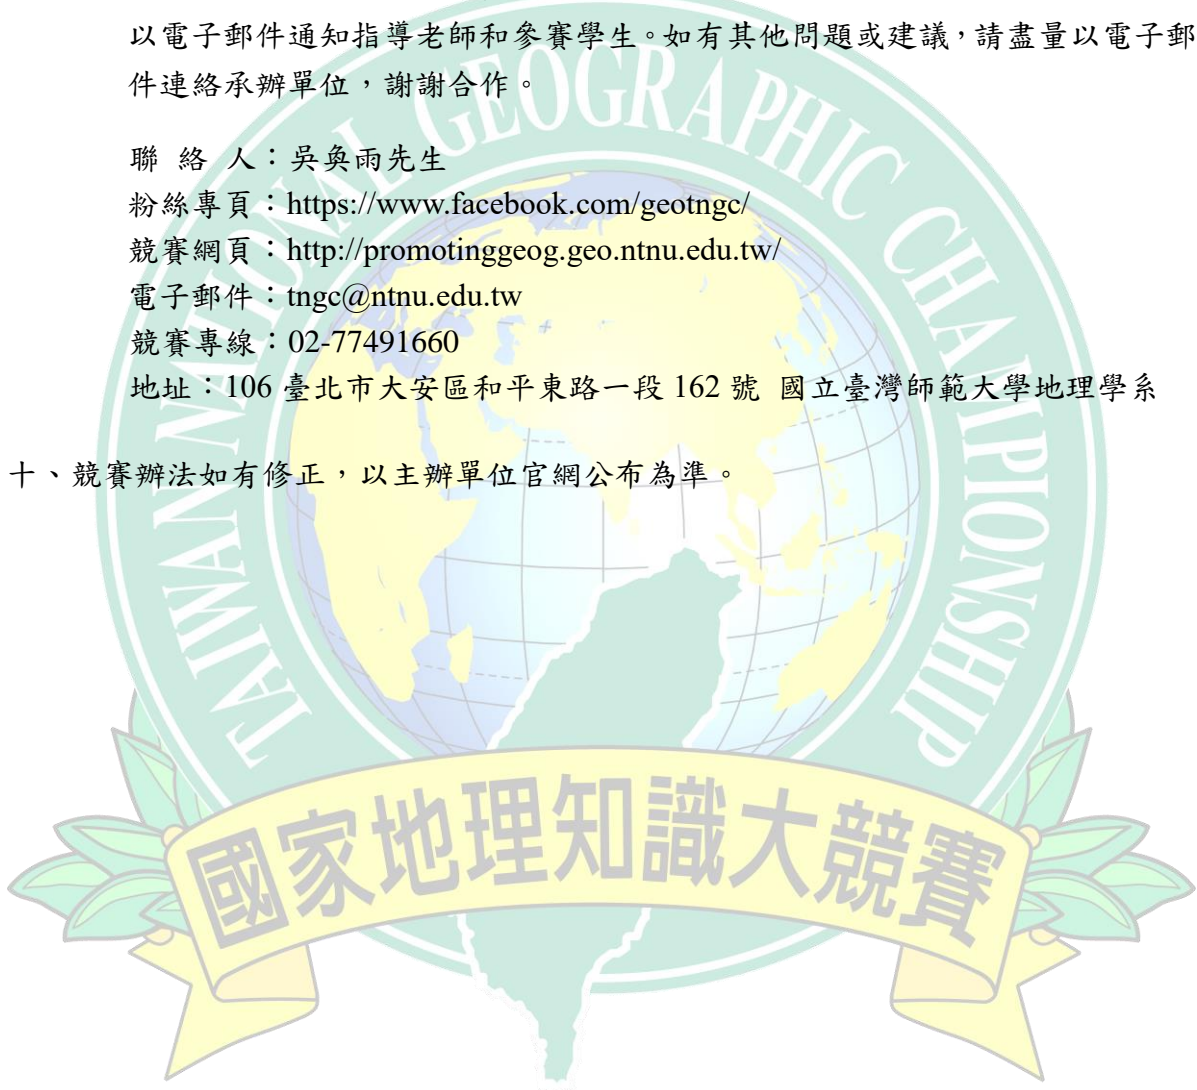 以電子郵件通知指導老師和參賽學生。如有其他問題或建議,請盡量以電子郵
件連絡承辦單位,謝謝合作。
聯 絡 人:吳奐雨先生
粉絲專頁:https://www.facebook.com/geotngc/
競賽網頁:http://promotinggeog.geo.ntnu.edu.tw/
電子郵件:tngc@ntnu.edu.tw
競賽專線:02-77491660
地址:106 臺北市大安區和平東路一段 162 號 國立臺灣師範大學地理學系
十、競賽辦法如有修正,以主辦單位官網公布為準。
TAIWAN NATIONAL GEOGRAPHIC CHAMPIONSHIP
國家地理知識大競賽